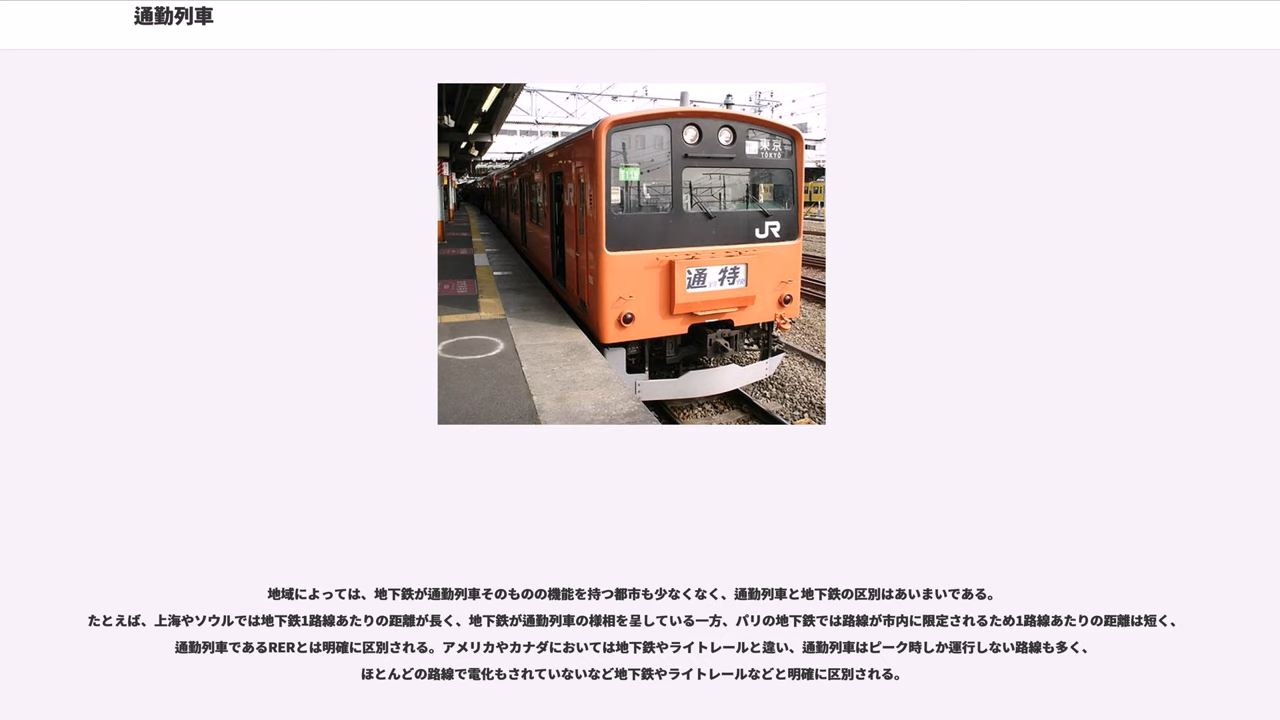 通勤列車
東京
TOKYO
JR
JR
通特
地域によっては、地下鉄が通勤列車そのものの機能を持つ都市も少なくなく、通勤列車と地下鉄の区別はあいまいである。
たとえば、上海やソウルでは地下鉄1路線あたりの距離が長く、地下鉄が通勤列車の様相を呈している一方、パリの地下鉄では路線が市内に限定されるため1路線あたりの距離は短く、
通勤列車であるRERとは明確に区別される。アメリカやカナダにおいては地下鉄やライトレールと違い、通勤列車はピーク時しか運行しない路線も多く、
ほとんどの路線で電化もされていないなど地下鉄やライトレールなどと明確に区別される。